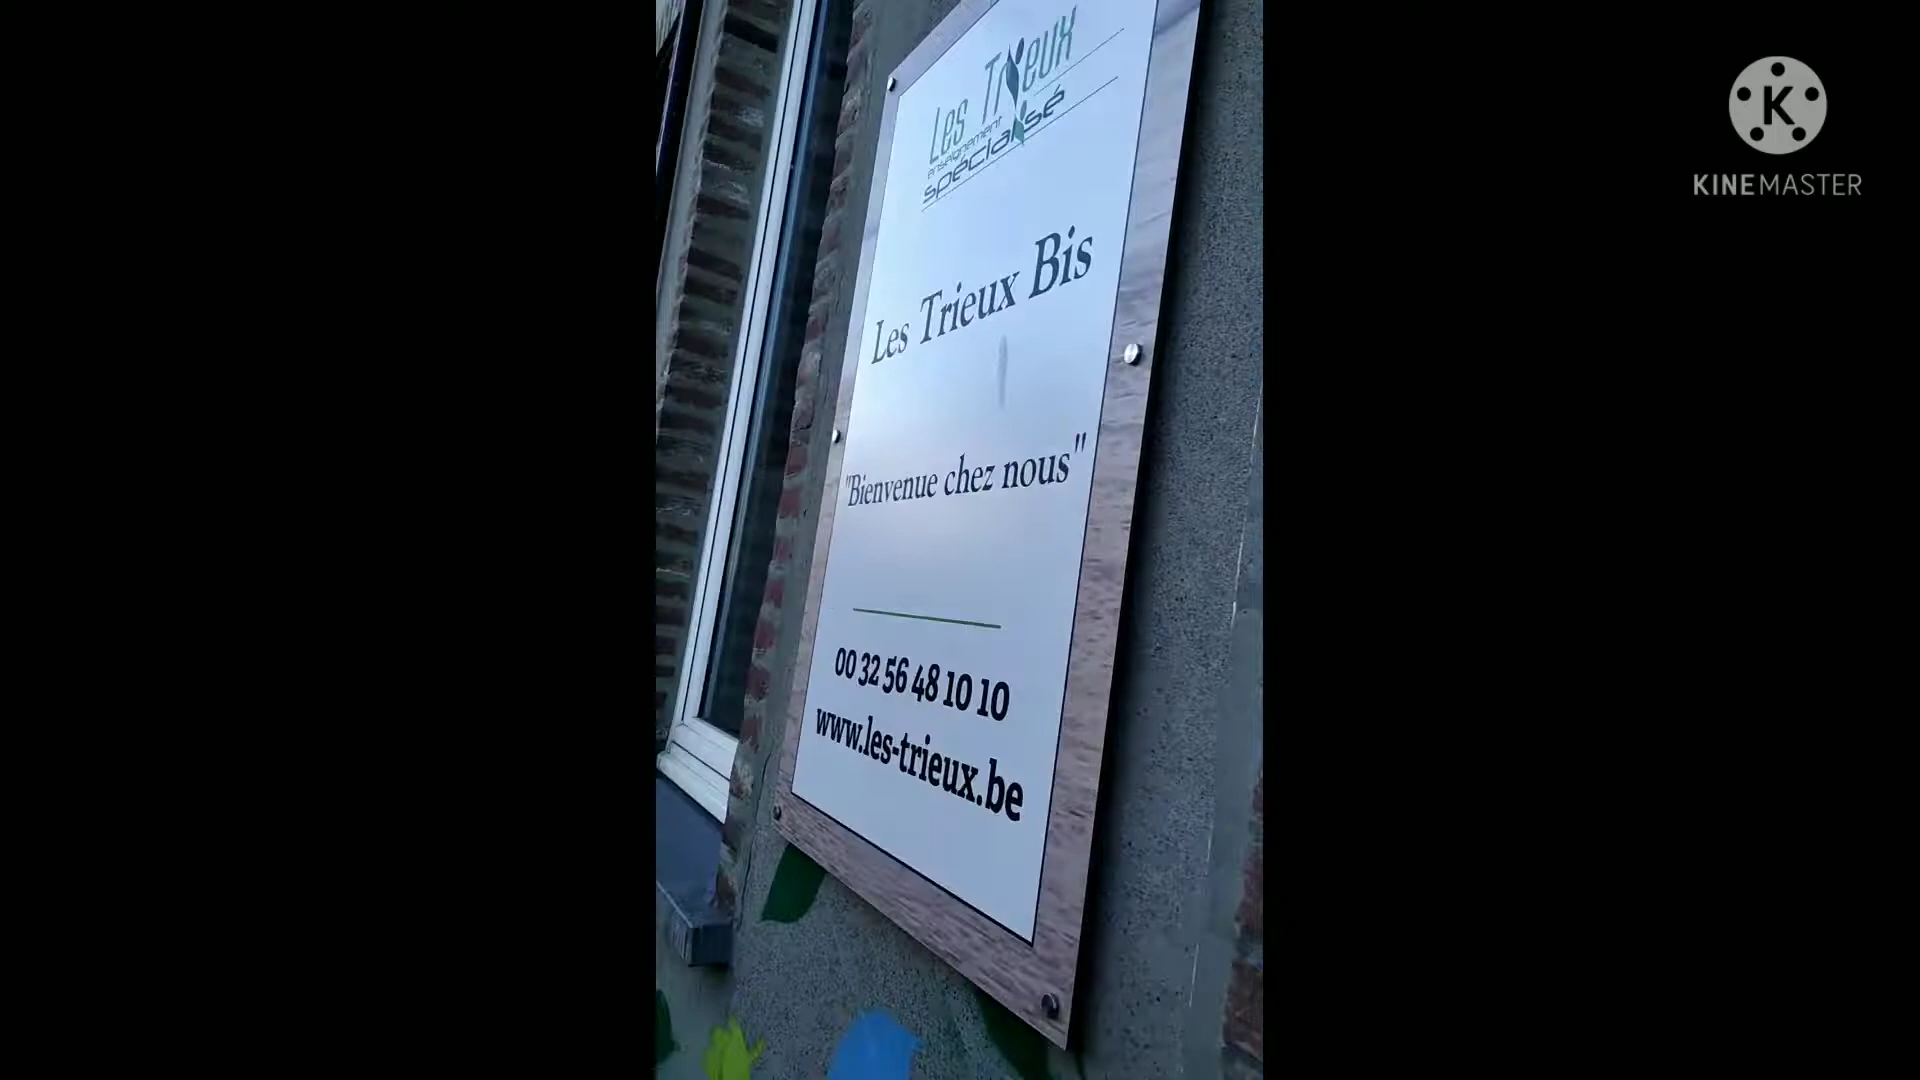 Les Trieux
enseignement
spécialisé
Les Trieux Bis
"Bienvenue chez nous"
00 32 56 48 10 10
www.les-trieux.be
K
KINEMASTER